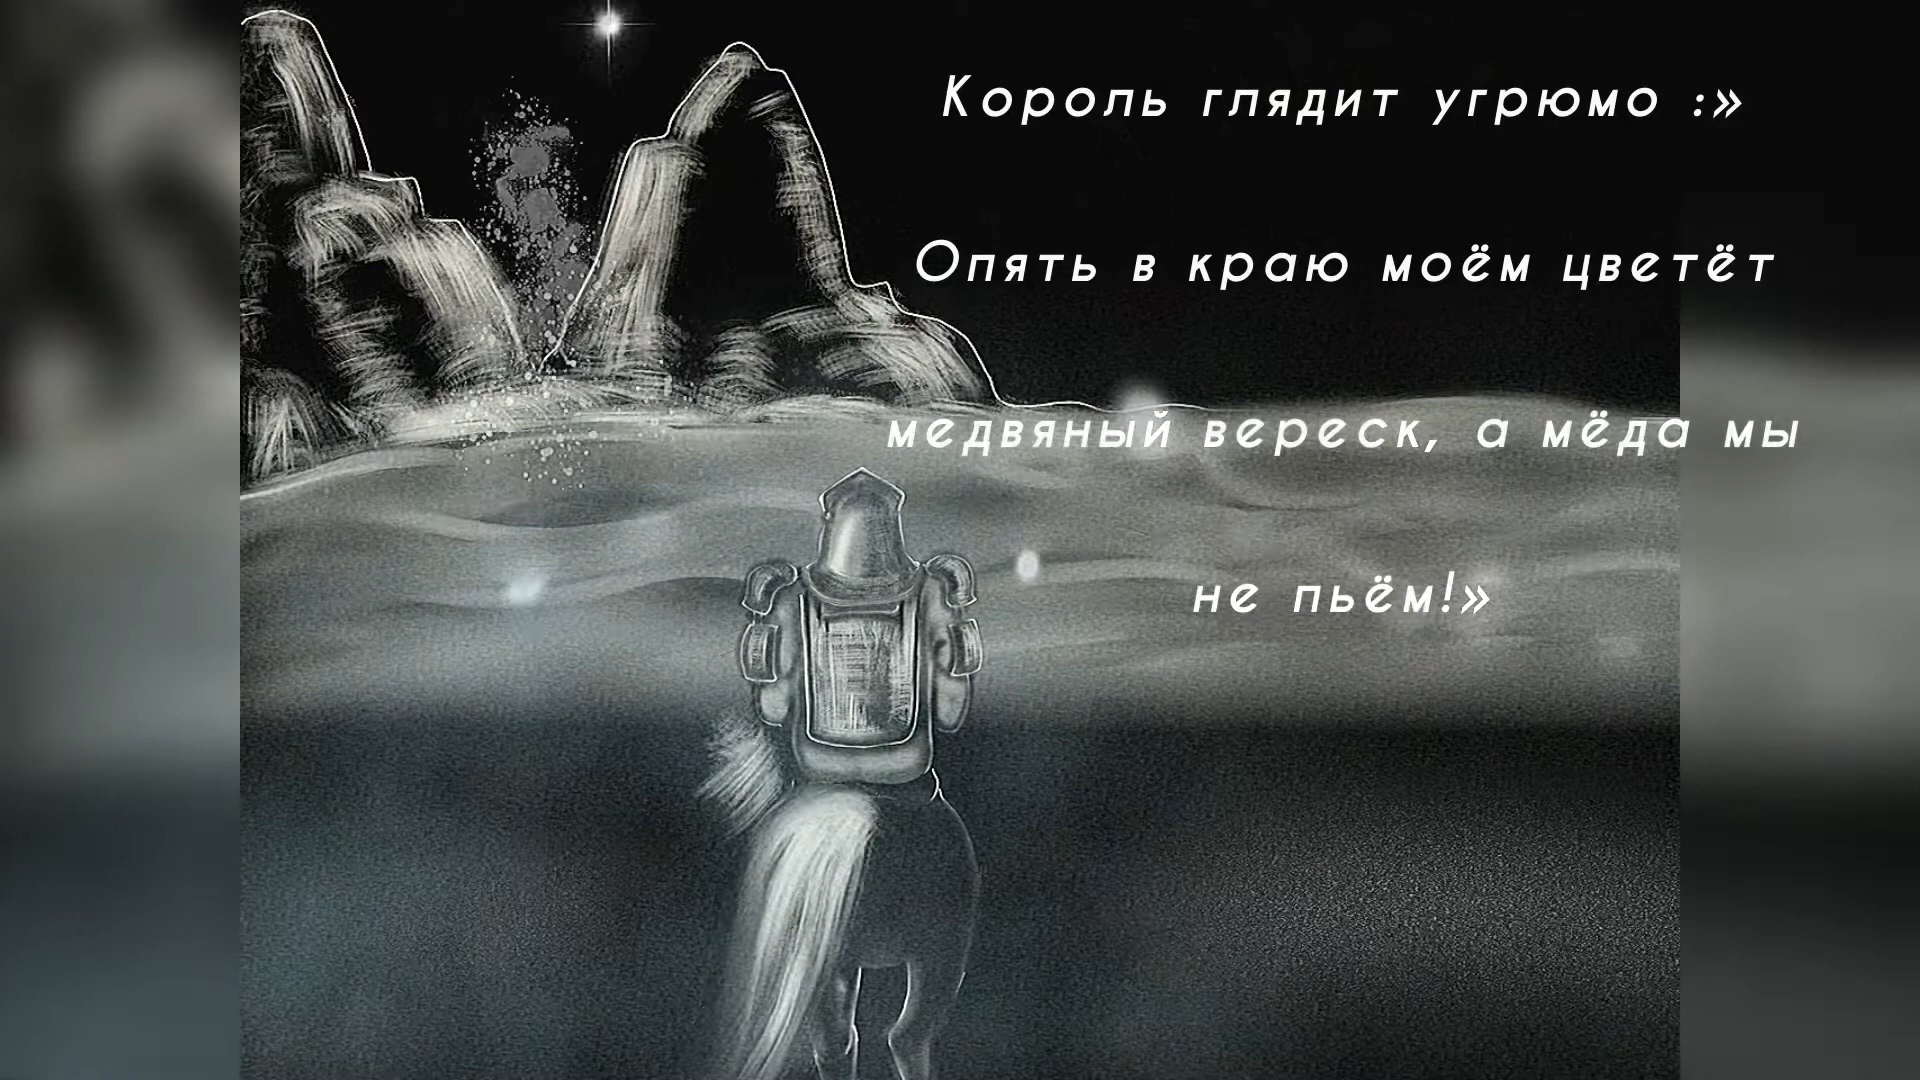 Король глядит угрюмо :»
Опять в краю моём цветёт
медвяный вереск, а мёда мы
не пьём!»